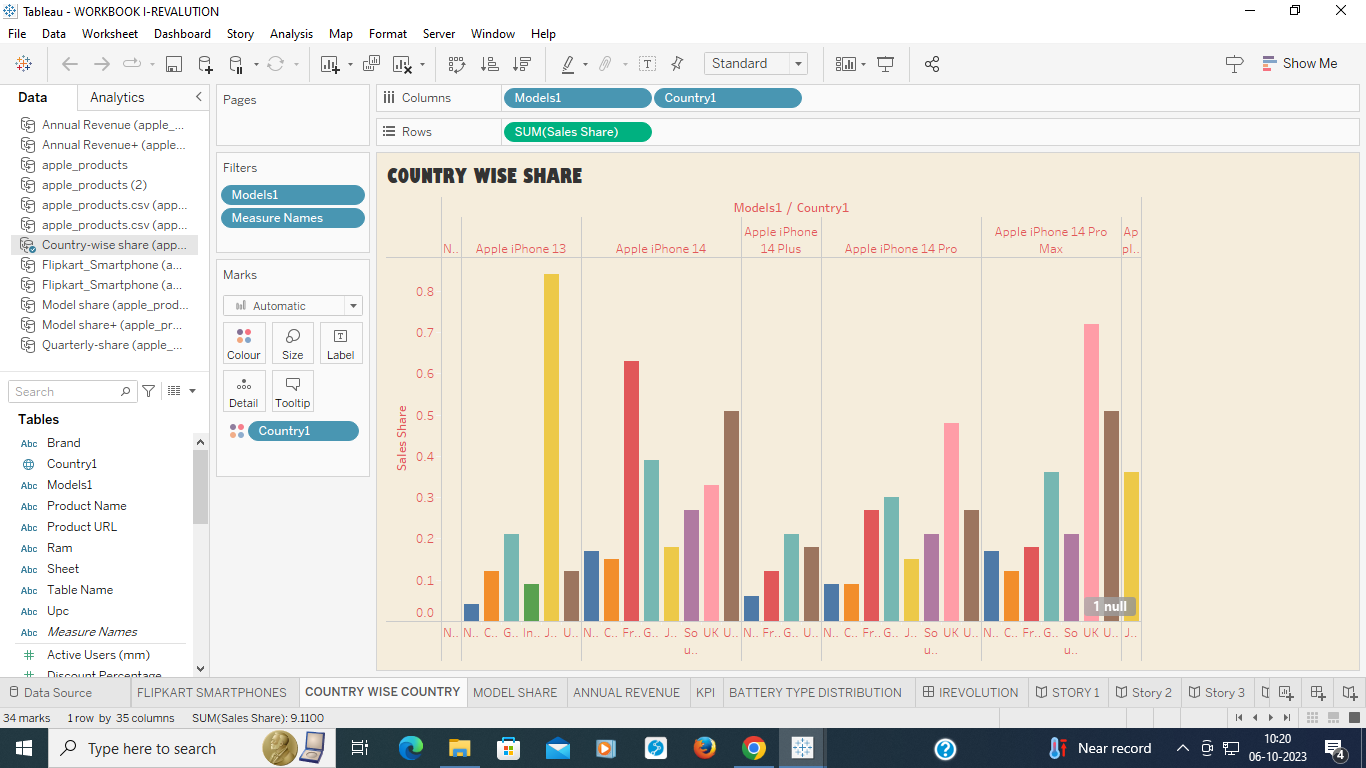 Tableau - WORKBOOK I-REVALUTION
File Data Worksheet Dashboard Story Analysis Map Format Server Window Help
Standard
Show Me
Data Analytics
Annual Revenue (apple_...
Annual Revenue+ (apple...
apple_products
apple_products (2)
apple_products.csv (app...
apple_products.csv (app...
Country-wise share (app...
Flipkart_Smartphone (a...
Flipkart_Smartphone (a...
Model share (apple_prod...
Model share+ (apple_pr...
Quarterly-share (apple_...
Search
Tables
Abc Brand
Country1
Abc Models1
Abc Product Name
Abc Product URL
Abc Ram
Abc Sheet
Abc Table Name
Abc Upc
Abc Measure Names
Active Users (mm)
Discount Percentage
Pages
Filters
Models1
Measure Names
Marks
Automatic
Colour Size Label
Detail Tooltip
Country1
Columns Models1 Country1
Rows SUM(Sales Share)
COUNTRY WISE SHARE
Models1 / Country1
N.. Apple iPhone 13 Apple iPhone 14 Apple iPhone 14 Plus Apple iPhone 14 Pro Apple iPhone 14 Pro Max Ap pl..
Sales Share
0.8
0.7
0.6
0.5
0.4
0.3
0.2
0.1
0.0
1 null
N.. N.. C.. G.. In.. J.. U.. N.. C.. Fr.. G.. J.. So u.. UK U.. N.. Fr.. G.. U.. N.. C.. Fr.. G.. J.. So u.. UK U.. N.. C.. Fr.. G.. So u.. UK U.. J..
Data Source FLIPKART SMARTPHONES COUNTRY WISE COUNTRY MODEL SHARE ANNUAL REVENUE KPI BATTERY TYPE DISTRIBUTION IREVOLUTION STORY 1 Story 2 Story 3
34 marks 1 row by 35 columns SUM(Sales Share): 9.1100
Type here to search
Near record
10:20
06-10-2023
4